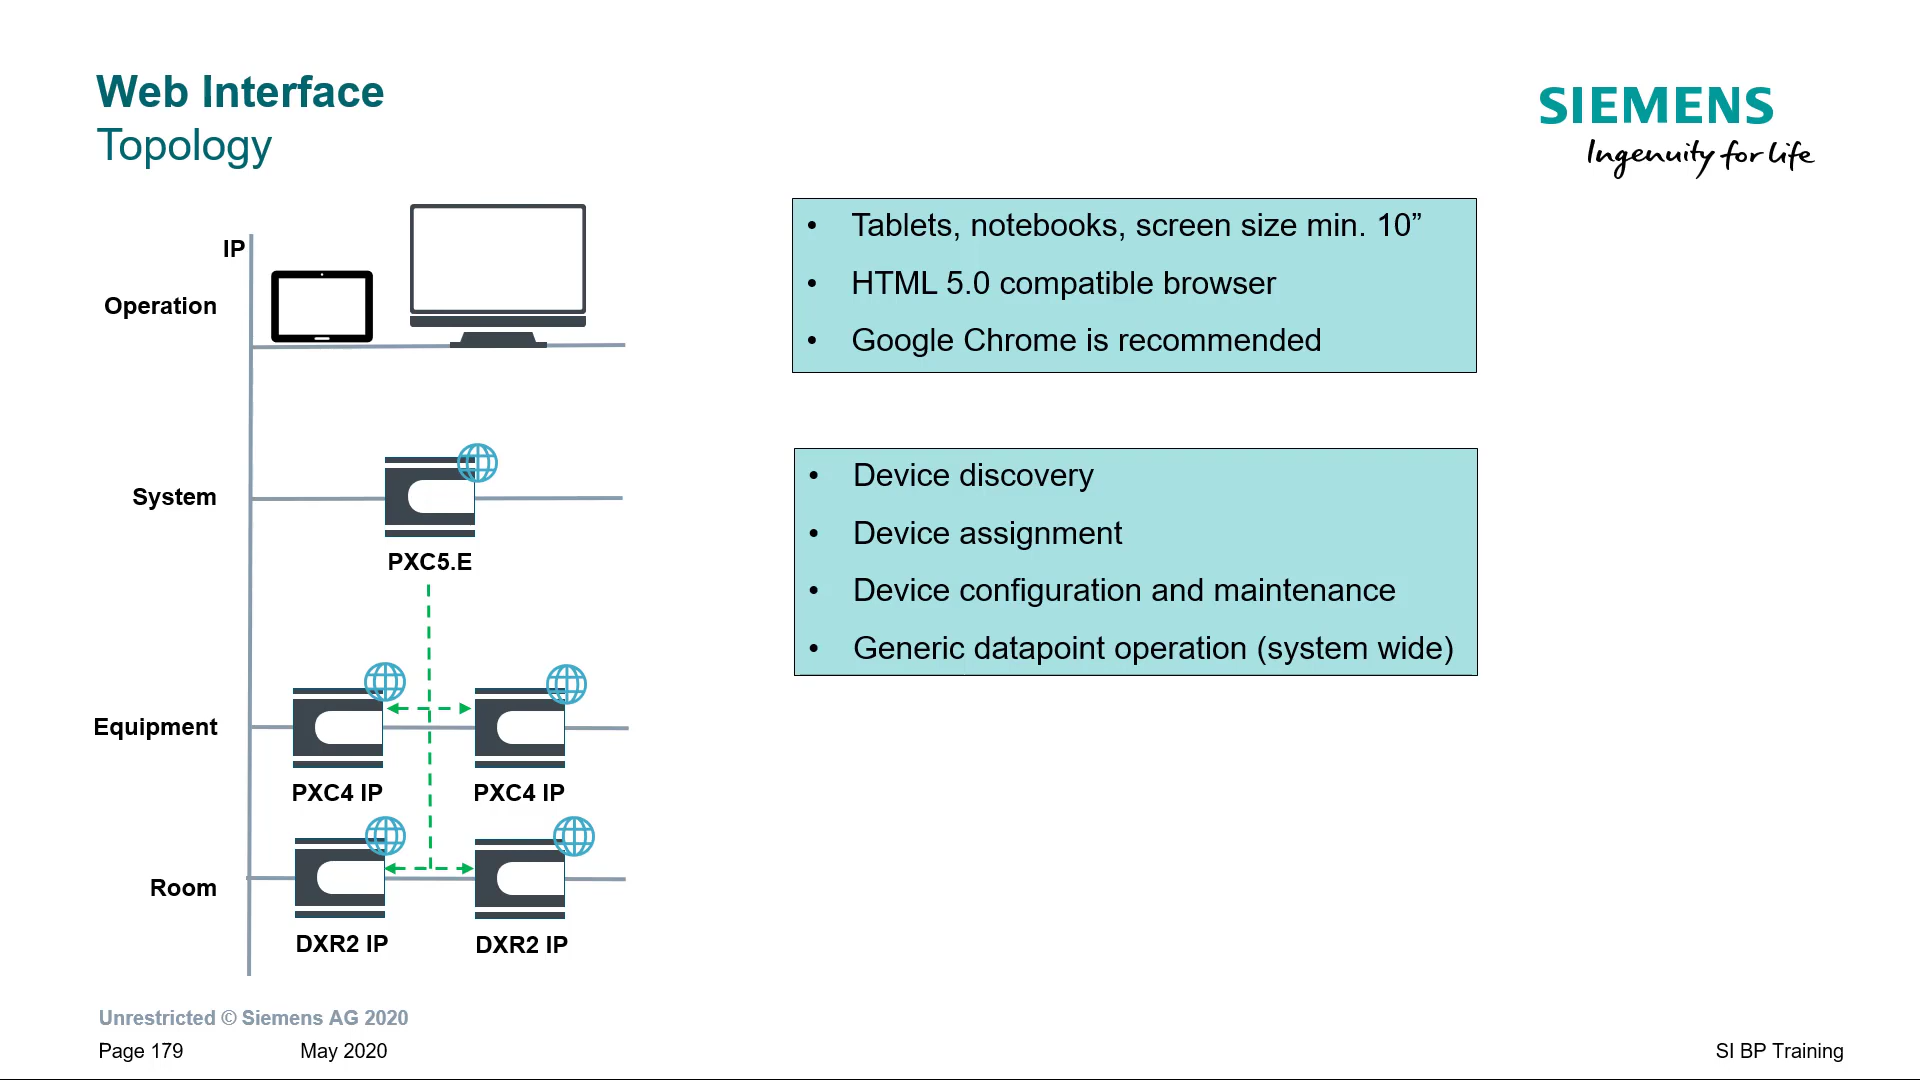 Web Interface
Topology
SIEMENS
Ingenuity for life
IP
Operation
• Tablets, notebooks, screen size min. 10”
• HTML 5.0 compatible browser
• Google Chrome is recommended
System
PXC5.E
• Device discovery
• Device assignment
• Device configuration and maintenance
• Generic datapoint operation (system wide)
Equipment
PXC4 IP
PXC4 IP
Room
DXR2 IP
DXR2 IP
Unrestricted © Siemens AG 2020
Page 179
May 2020
SI BP Training